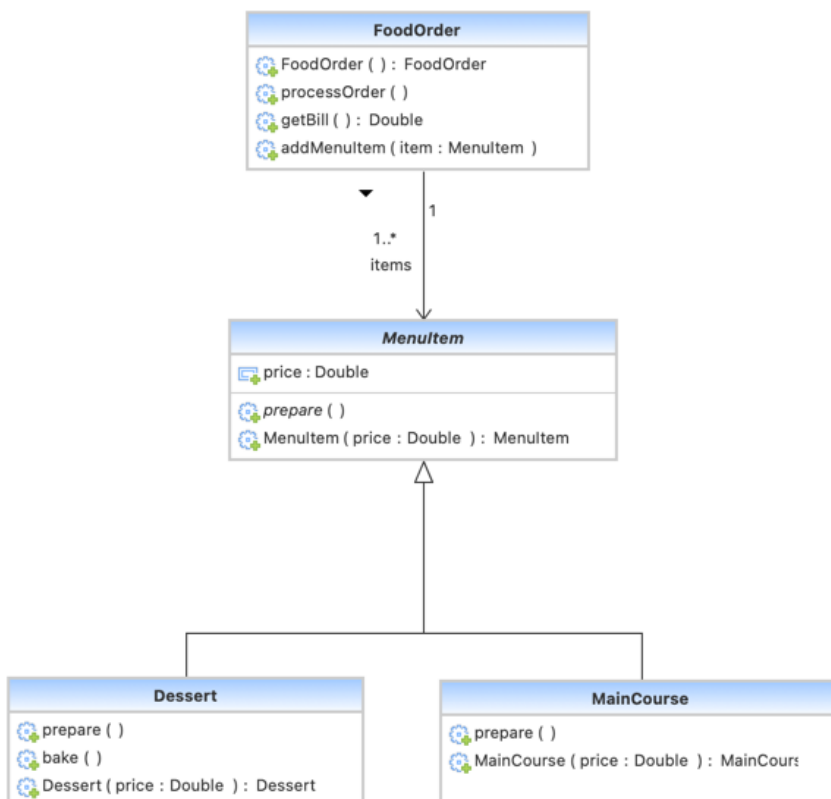 FoodOrder
FoodOrder ( ) : FoodOrder
processOrder ( )
getBill ( ) : Double
addMenuItem ( item : MenuItem )
1
1..*
items
MenuItem
price : Double
prepare ( )
MenuItem ( price : Double ) : MenuItem
Dessert
prepare ( )
bake ( )
Dessert ( price : Double ) : Dessert
MainCourse
prepare ( )
MainCourse ( price : Double ) : MainCours